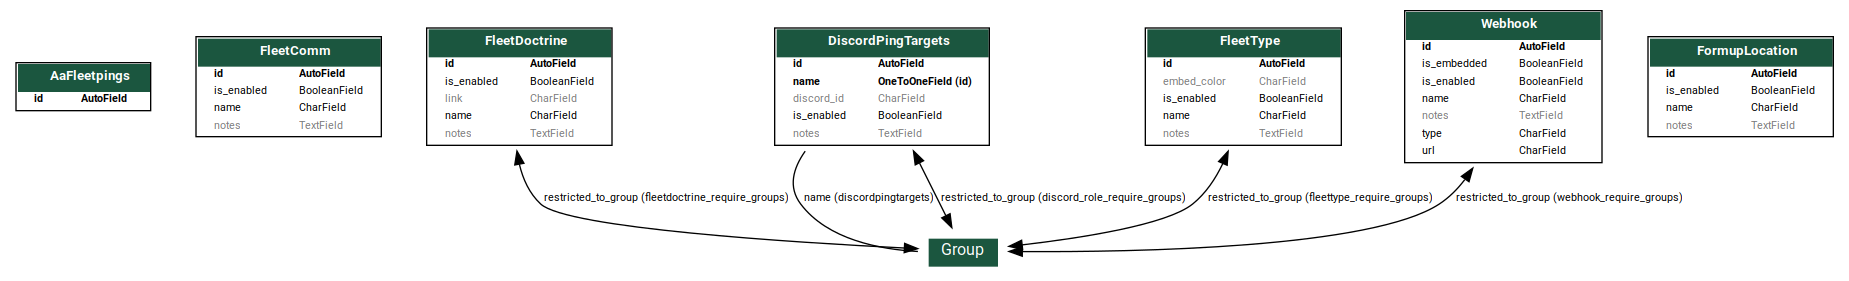 AaFleetpings
id AutoField
FleetComm
id AutoField
is_enabled BooleanField
name CharField
notes TextField
FleetDoctrine
id AutoField
is_enabled BooleanField
link CharField
name CharField
notes TextField
DiscordPingTargets
id AutoField
name OneToOneField (id)
discord_id CharField
is_enabled BooleanField
notes TextField
FleetType
id AutoField
embed_color CharField
is_enabled BooleanField
name CharField
notes TextField
Webhook
id AutoField
is_embedded BooleanField
is_enabled BooleanField
name CharField
notes TextField
type CharField
url CharField
FormupLocation
id AutoField
is_enabled BooleanField
name CharField
notes TextField
restricted_to_group (fleetdoctrine_require_groups)
name (discordpingtargets)
restricted_to_group (discord_role_require_groups)
restricted_to_group (fleettype_require_groups)
restricted_to_group (webhook_require_groups)
Group